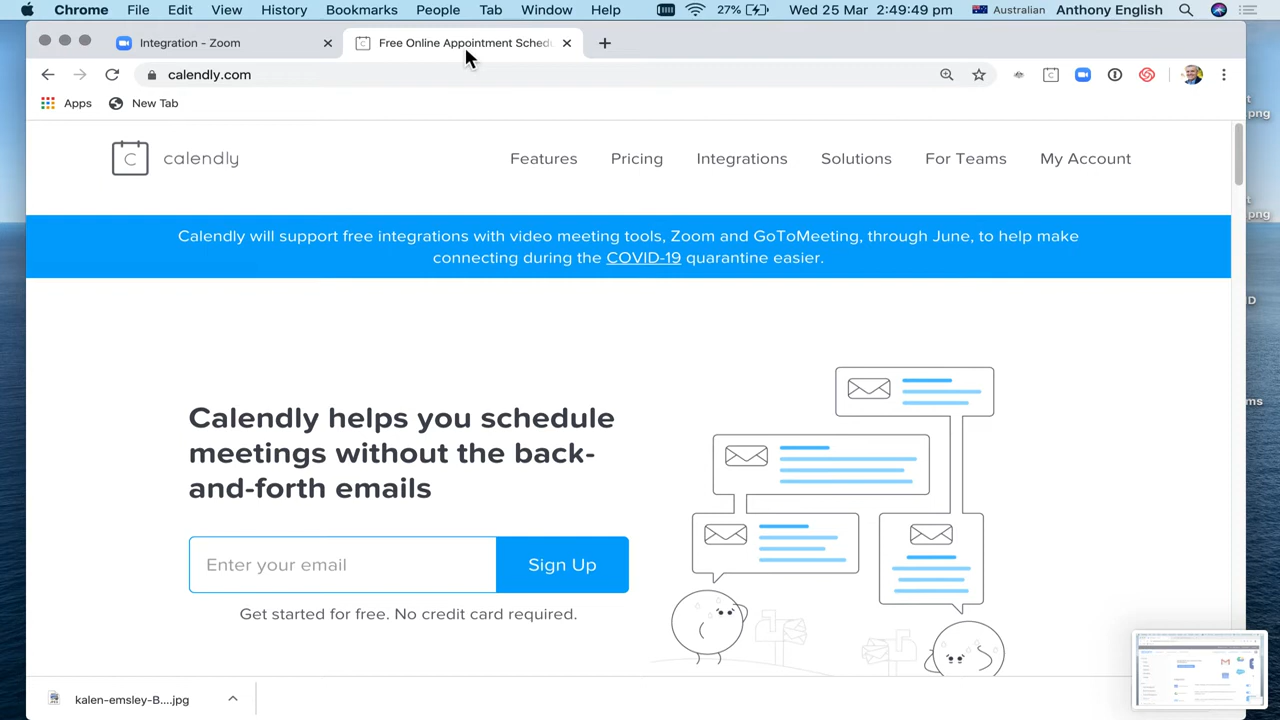 Chrome File Edit View History Bookmarks People Tab Window Help 27% Wed 25 Mar 2:49:49 pm Australian Anthony English
Integration - Zoom
Free Online Appointment Sched
calendly.com
Apps New Tab
C calendly Features Pricing Integrations Solutions For Teams My Account
Calendly will support free integrations with video meeting tools, Zoom and GoToMeeting, through June, to help make
connecting during the COVID-19 quarantine easier.
Calendly helps you schedule
meetings without the back-
and-forth emails
Enter your email Sign Up
Get started for free. No credit card required.
kalen-emsley-B....jpg
png
png